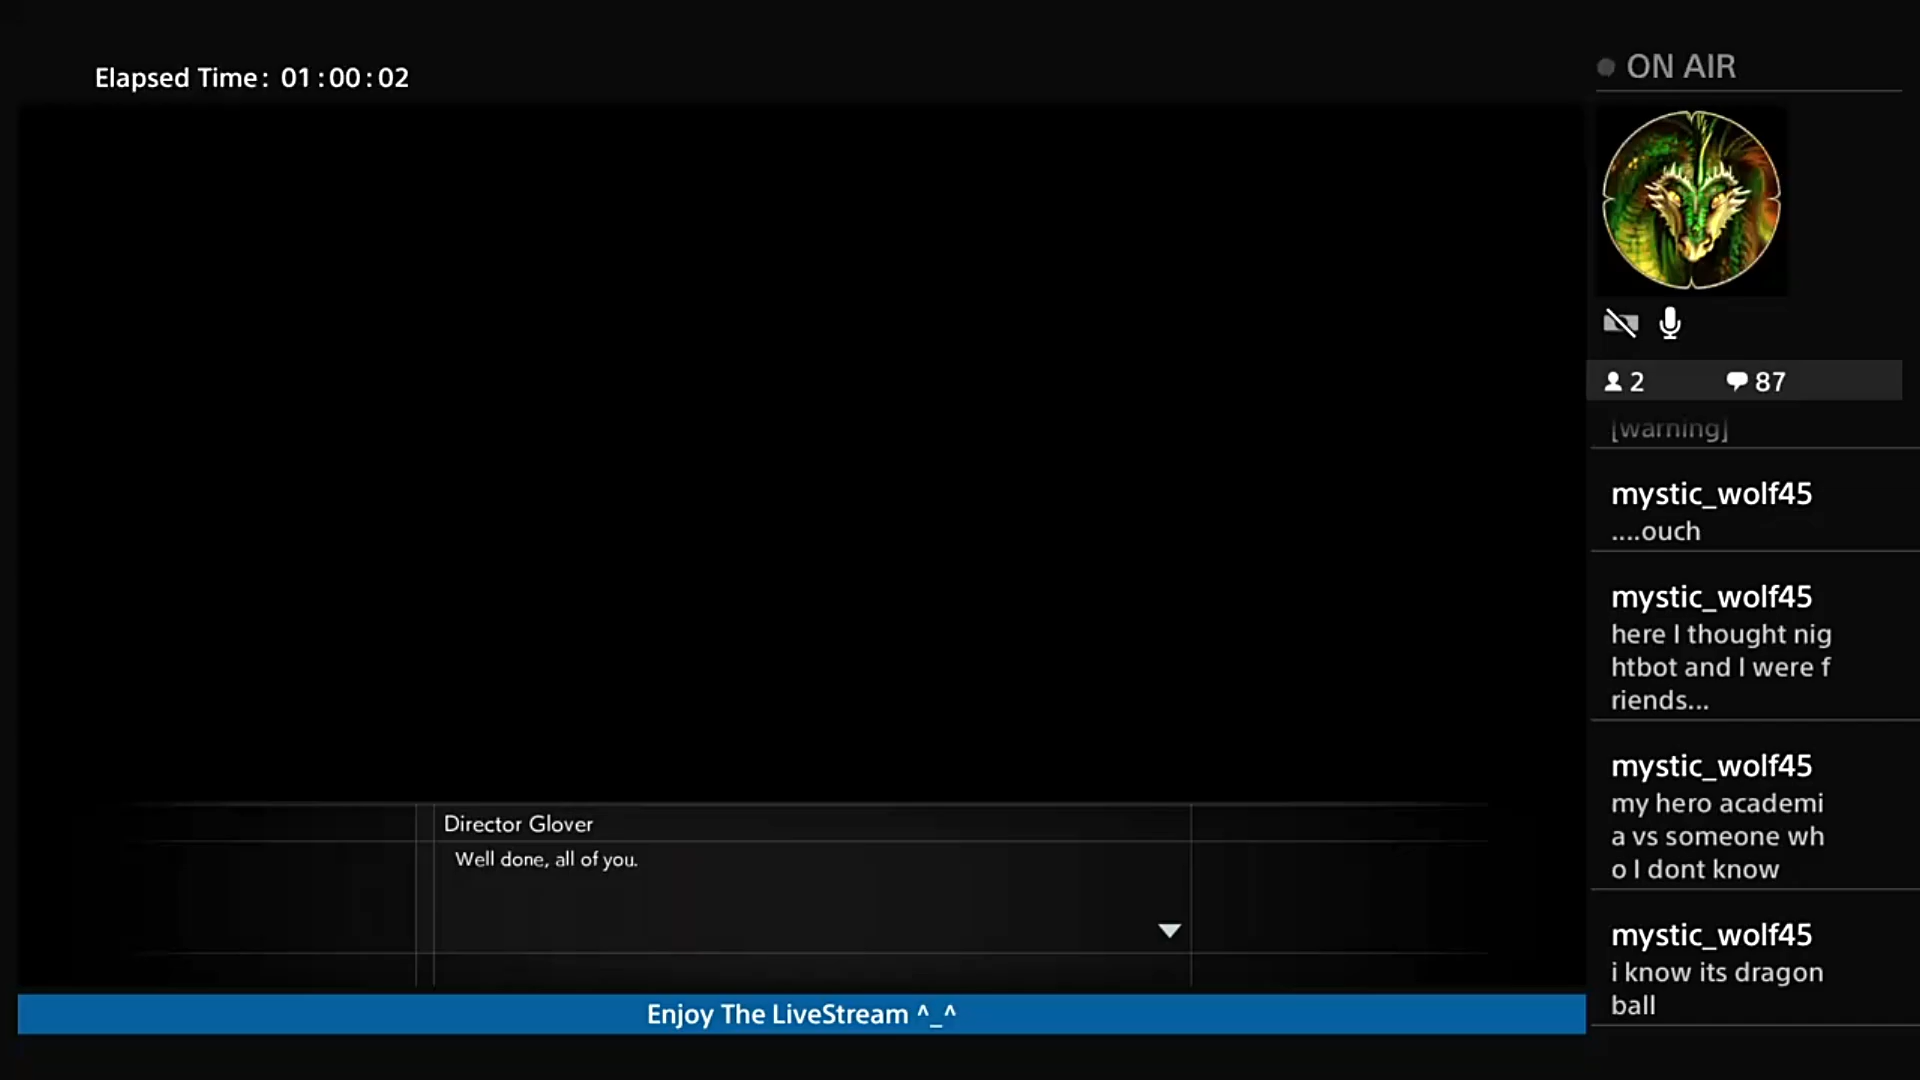 Elapsed Time: 01:00:02
ON AIR
2
87
[warning]
mystic_wolf45
....ouch
mystic_wolf45
here I thought nig
htbot and I were f
riends...
mystic_wolf45
my hero academi
a vs someone wh
o I dont know
mystic_wolf45
i know its dragon
ball
Director Glover
Well done, all of you.
Enjoy The LiveStream ^_^